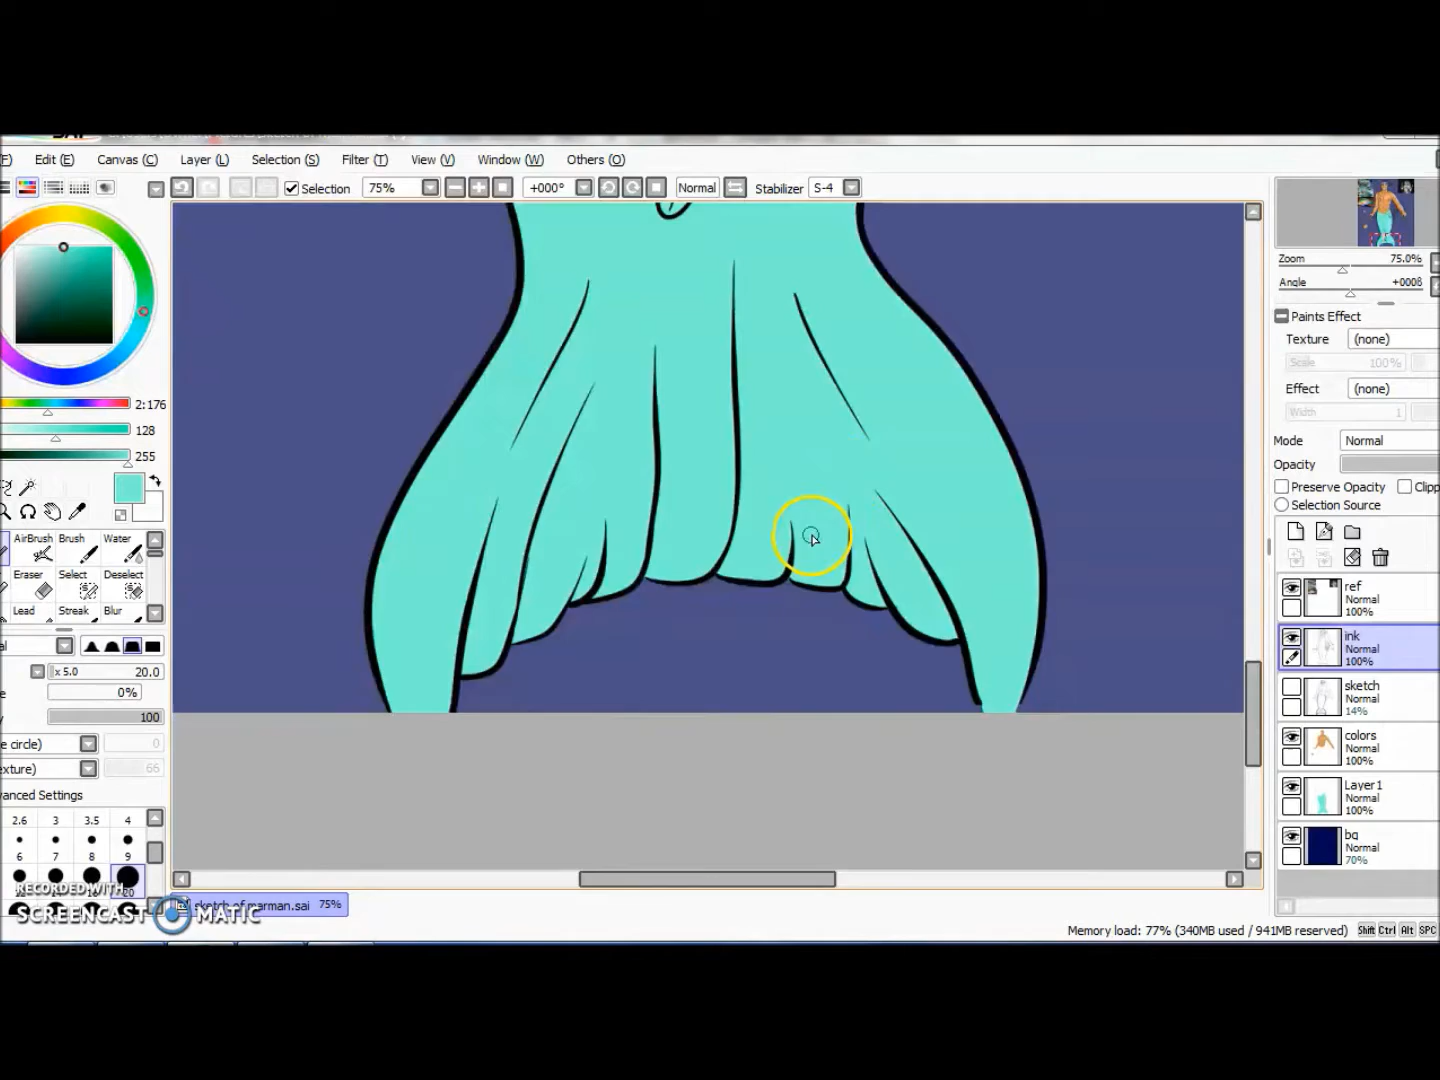 Edit (E) Canvas (C) Layer (L) Selection (S) Filter (T) View (V) Window (W) Others (O)
Selection 75% +000° Normal Stabilizer S-4
Zoom 75.0%
Angle +0008
Paints Effect
Texture (none)
Scale 100%
Effect (none)
Width 1
Mode Normal
Opacity
Preserve Opacity Clipp
Selection Source
ref
Normal
100%
ink
Normal
100%
sketch
Normal
14%
colors
Normal
100%
Layer1
Normal
100%
bg
Normal
70%
2:176
128
255
AirBrush Brush Water
Eraser Select Deselect
Lead Streak Blur
x 5.0 20.0
0%
100
e circle) 0
exture) 66
anced Settings
2.6 3 3.5 4
6 7 8 9
20
RECORDED WITH
SCREENCAST MATIC
sketch of marman.sai 75%
Memory load: 77% (340MB used / 941MB reserved) Shift Ctrl Alt SPC